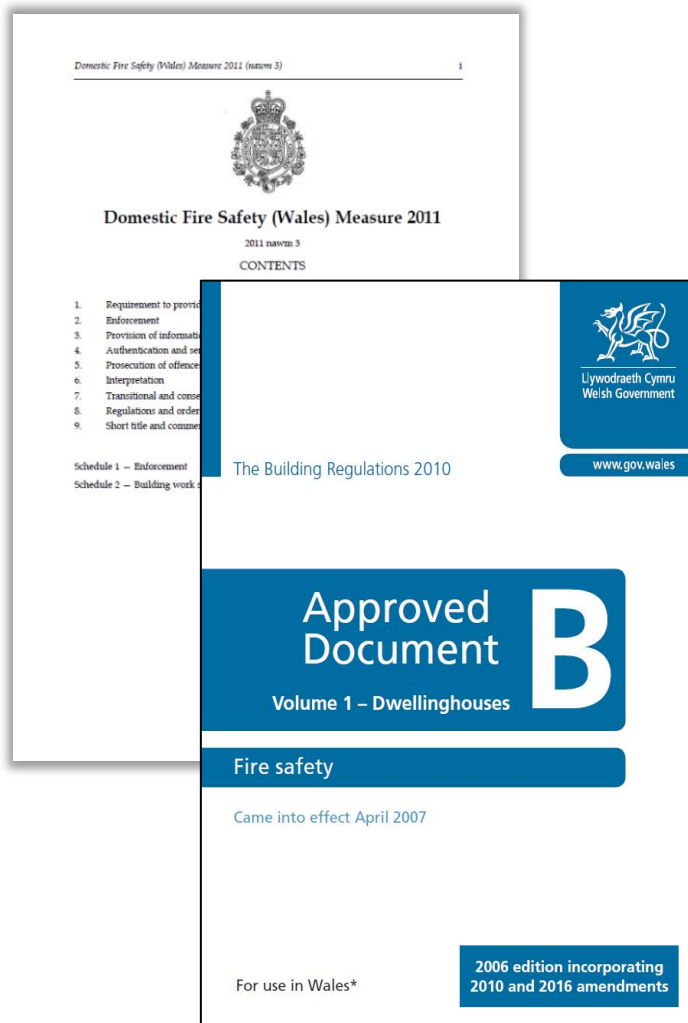 Domestic Fire Safety (Wales) Measure 2011 (nawm 3) i
Domestic Fire Safety (Wales) Measure 2011
2011 nawm 3
CONTENTS
1. Requirement to provid
2. Enforcement
3. Provision of informati
4. Authentication and se
5. Prosecution of offence
6. Interpretation
7. Transitional and conse
8. Regulations and order
9. Short title and comme
Schedule 1 — Enforcement
Schedule 2 — Building work s
Llywodraeth Cymru
Welsh Government
www.gov.wales
The Building Regulations 2010
Approved
Document
B
Volume 1 – Dwellinghouses
Fire safety
Came into effect April 2007
For use in Wales*
2006 edition incorporating
2010 and 2016 amendments